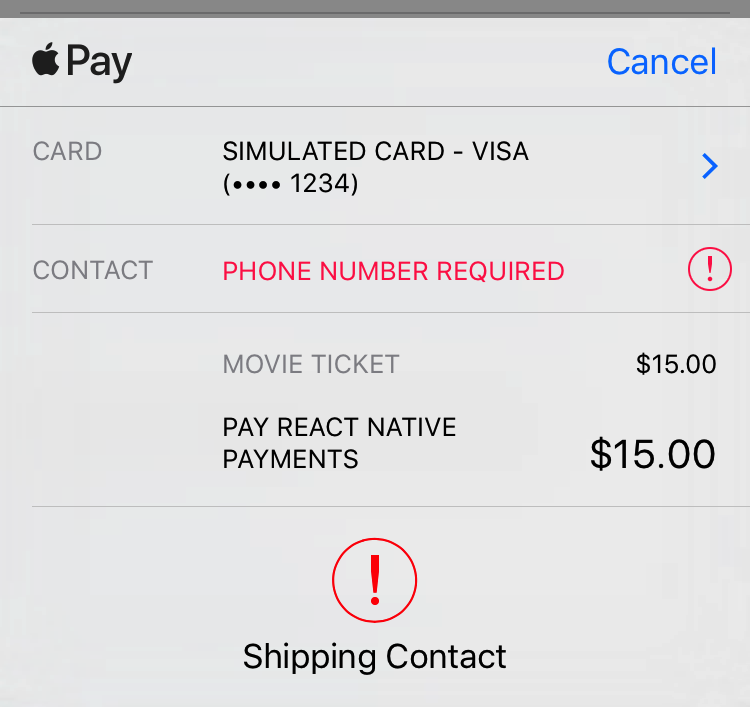 Pay Cancel
CARD SIMULATED CARD - VISA
(•••• 1234)
CONTACT PHONE NUMBER REQUIRED !
MOVIE TICKET $15.00
PAY REACT NATIVE
PAYMENTS $15.00
!
Shipping Contact